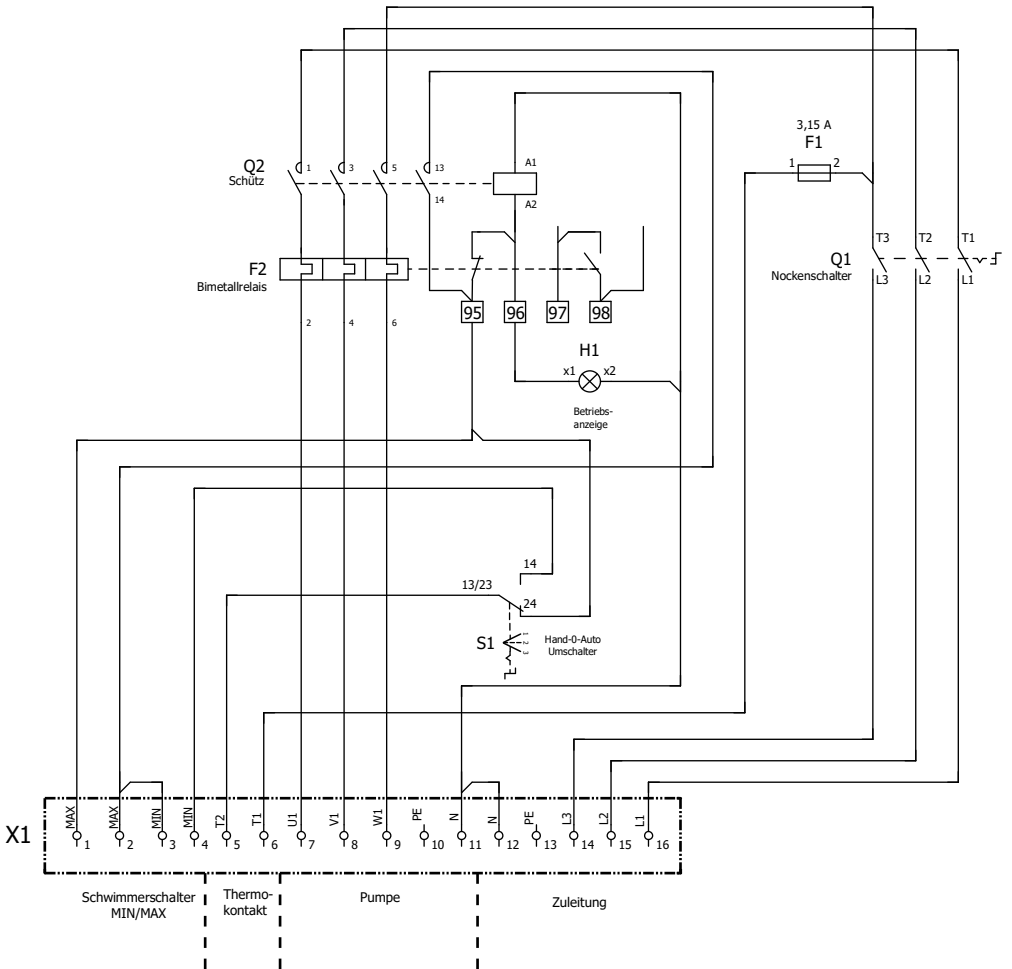 3,15 A
F1
1 2
Q2
Schütz
1 3 5 13
14
A1
A2
T3 T2 T1
Q1
Nockenschalter
L3 L2 L1
F2
Bimetallrelais
95 96 97 98
2 4 6
H1
x1 x2
Betriebs-
anzeige
14
13/23
24
S1
1
2
3
Hand-0-Auto
Umschalter
X1
MAX MAX MIN MIN T2 T1 U1 V1 W1 PE N N PE L3 L2 L1
1 2 3 4 5 6 7 8 9 10 11 12 13 14 15 16
Schwimmerschalter
MIN/MAX
Thermo-
kontakt
Pumpe
Zuleitung